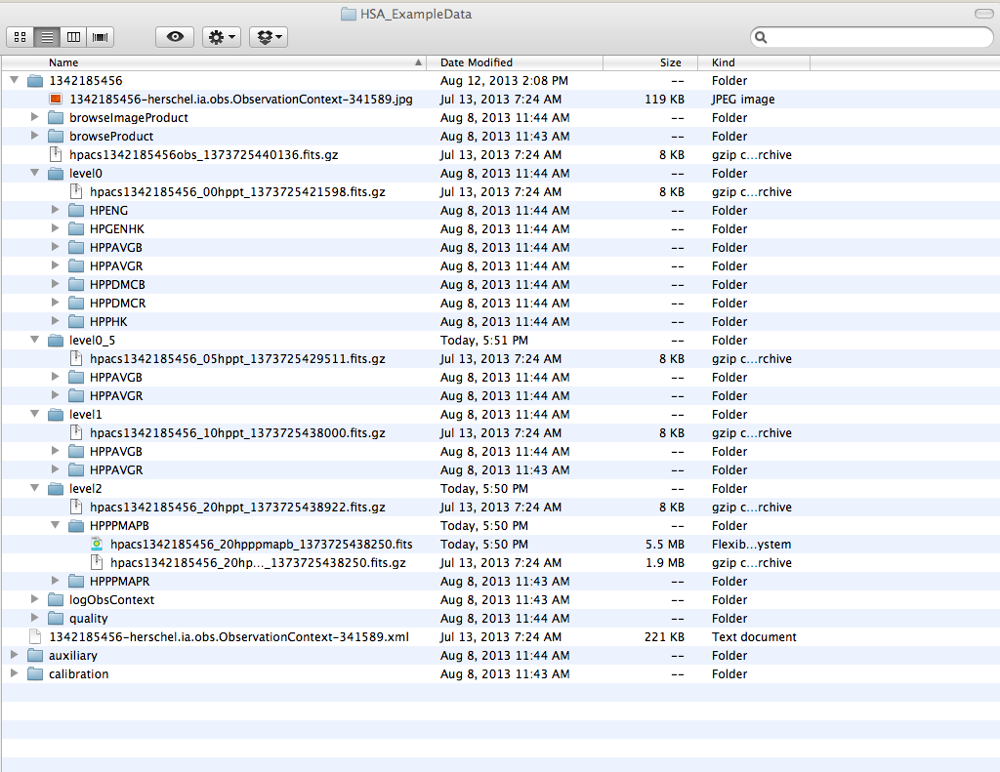 HSA_ExampleData
Name Date Modified Size Kind
1342185456 Aug 12, 2013 2:08 PM -- Folder
1342185456-herschel.ia.obs.ObservationContext-341589.jpg Jul 13, 2013 7:24 AM 119 KB JPEG image
browseImageProduct Aug 8, 2013 11:44 AM -- Folder
browseProduct Aug 8, 2013 11:43 AM -- Folder
hpacs1342185456obs_1373725440136.fits.gz Jul 13, 2013 7:24 AM 8 KB gzip c...rchive
level0 Aug 8, 2013 11:44 AM -- Folder
hpacs1342185456_00hppt_1373725421598.fits.gz Jul 13, 2013 7:24 AM 8 KB gzip c...rchive
HPENG Aug 8, 2013 11:44 AM -- Folder
HPGENHK Aug 8, 2013 11:44 AM -- Folder
HPPAVGB Aug 8, 2013 11:44 AM -- Folder
HPPAVGR Aug 8, 2013 11:44 AM -- Folder
HPPDMCB Aug 8, 2013 11:44 AM -- Folder
HPPDMCR Aug 8, 2013 11:44 AM -- Folder
HPPHK Aug 8, 2013 11:44 AM -- Folder
level0_5 Today, 5:51 PM -- Folder
hpacs1342185456_05hppt_1373725429511.fits.gz Jul 13, 2013 7:24 AM 8 KB gzip c...rchive
HPPAVGB Aug 8, 2013 11:44 AM -- Folder
HPPAVGR Aug 8, 2013 11:44 AM -- Folder
level1 Aug 8, 2013 11:44 AM -- Folder
hpacs1342185456_10hppt_1373725438000.fits.gz Jul 13, 2013 7:24 AM 8 KB gzip c...rchive
HPPAVGB Aug 8, 2013 11:44 AM -- Folder
HPPAVGR Aug 8, 2013 11:43 AM -- Folder
level2 Today, 5:50 PM -- Folder
hpacs1342185456_20hppt_1373725438922.fits.gz Jul 13, 2013 7:24 AM 8 KB gzip c...rchive
HPPPMAPB Today, 5:50 PM -- Folder
hpacs1342185456_20hpppmapb_1373725438250.fits Today, 5:50 PM 5.5 MB Flexib...ystem
hpacs1342185456_20hp..._1373725438250.fits.gz Jul 13, 2013 7:24 AM 1.9 MB gzip c...rchive
HPPPMAPR Aug 8, 2013 11:43 AM -- Folder
logObsContext Aug 8, 2013 11:43 AM -- Folder
quality Aug 8, 2013 11:44 AM -- Folder
1342185456-herschel.ia.obs.ObservationContext-341589.xml Jul 13, 2013 7:24 AM 221 KB Text document
auxiliary Aug 8, 2013 11:44 AM -- Folder
calibration Aug 8, 2013 11:43 AM -- Folder